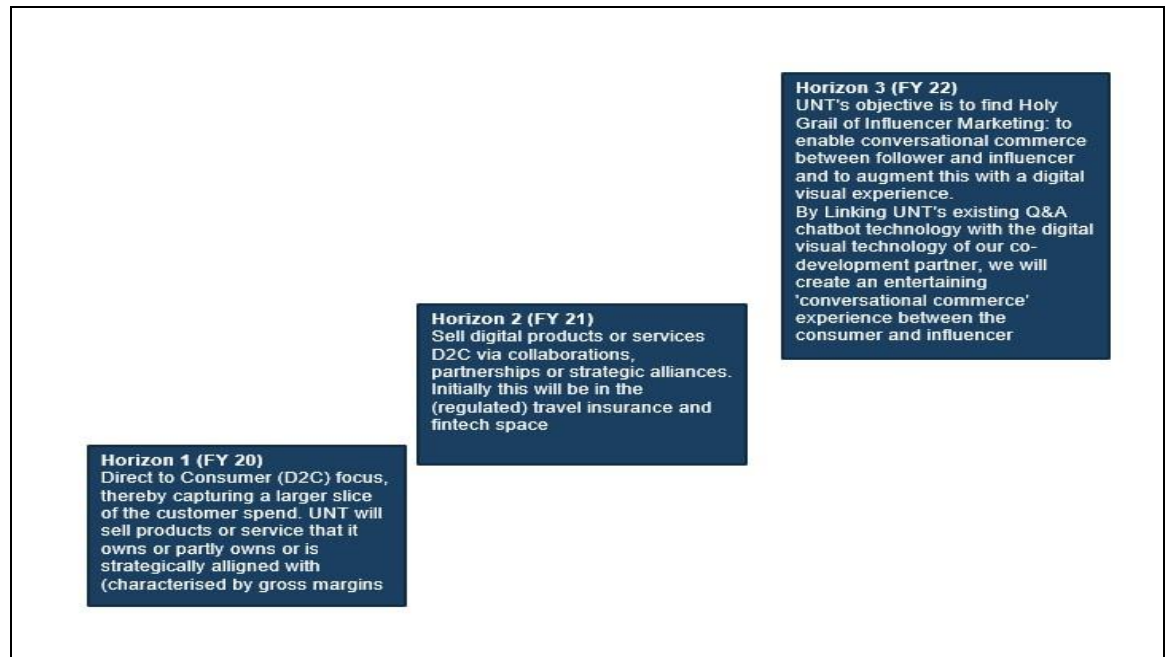 Horizon 3 (FY 22)
UNT's objective is to find Holy
Grail of Influencer Marketing: to
enable conversational commerce
between follower and influencer
and to augment this with a digital
visual experience.
By Linking UNT's existing Q&A
chatbot technology with the digital
visual technology of our co-
development partner, we will
create an entertaining
'conversational commerce'
experience between the
consumer and influencer
Horizon 2 (FY 21)
Sell digital products or services
D2C via collaborations,
partnerships or strategic alliances.
Initially this will be in the
(regulated) travel insurance and
fintech space
Horizon 1 (FY 20)
Direct to Consumer (D2C) focus,
thereby capturing a larger slice
of the customer spend. UNT will
sell products or service that it
owns or partly owns or is
strategically alligned with
(characterised by gross margins